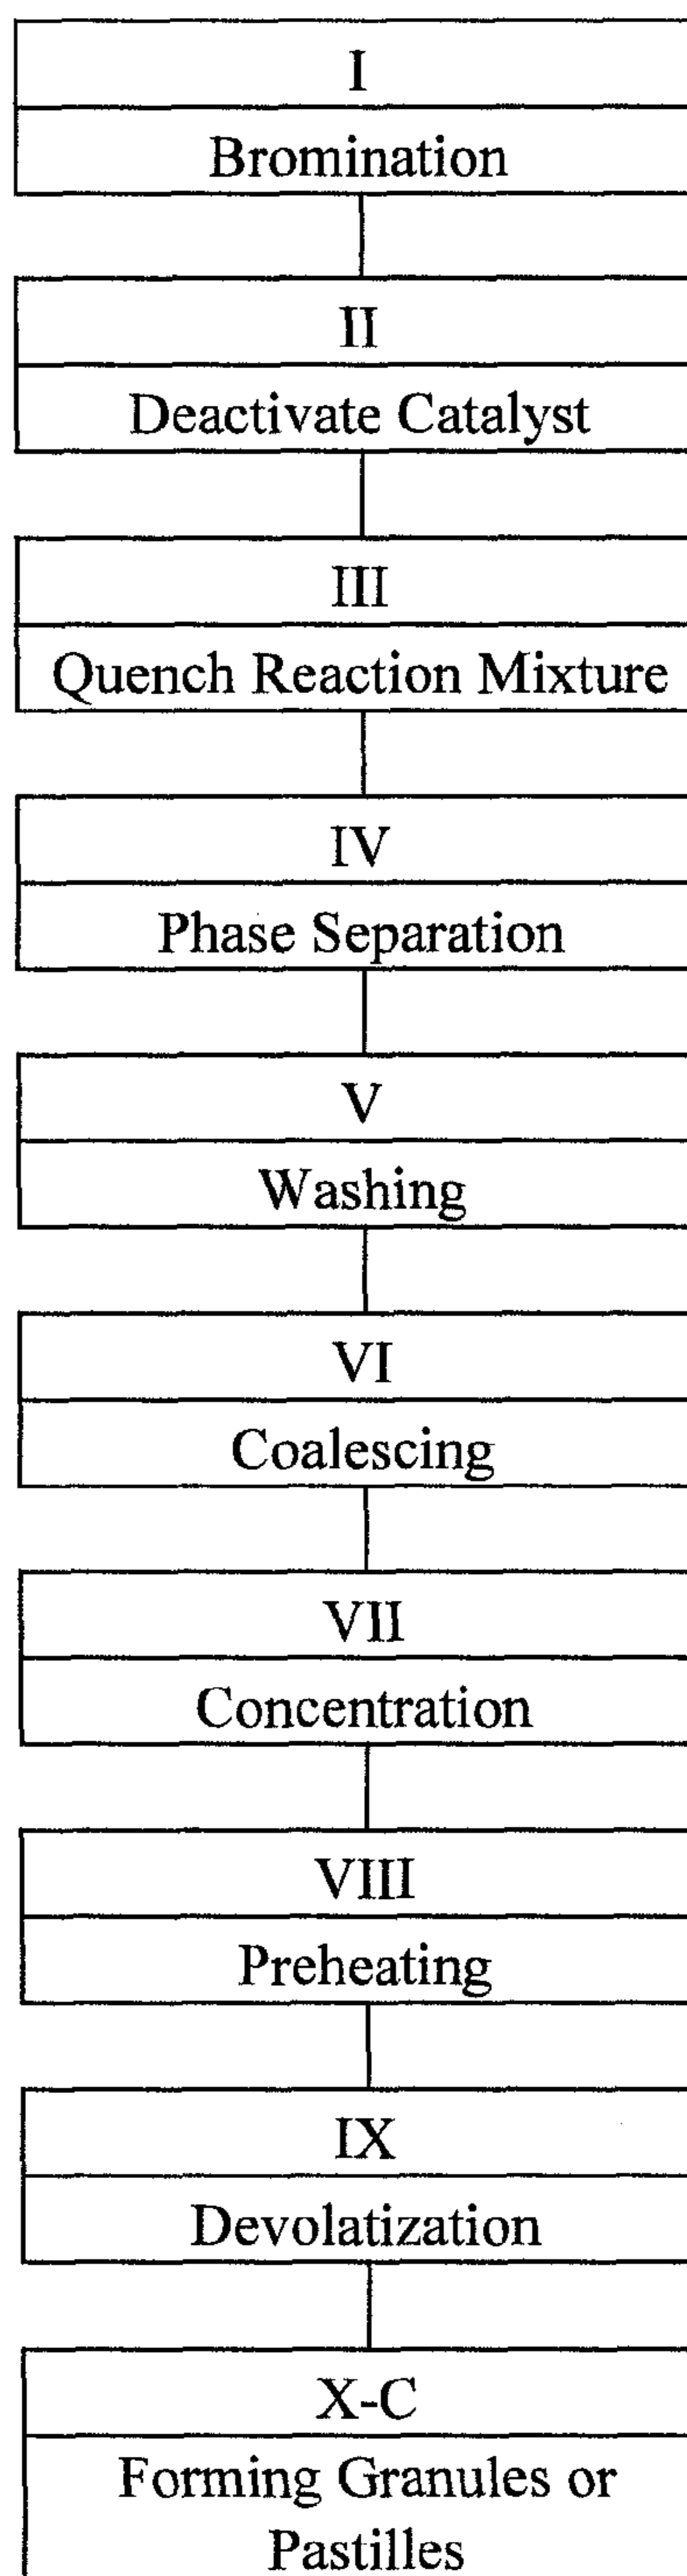 I
Bromination
II
Deactivate Catalyst
III
Quench Reaction Mixture
IV
Phase Separation
V
Washing
VI
Coalescing
VII
Concentration
VIII
Preheating
IX
Devolatization
X-C
Forming Granules or
Pastilles